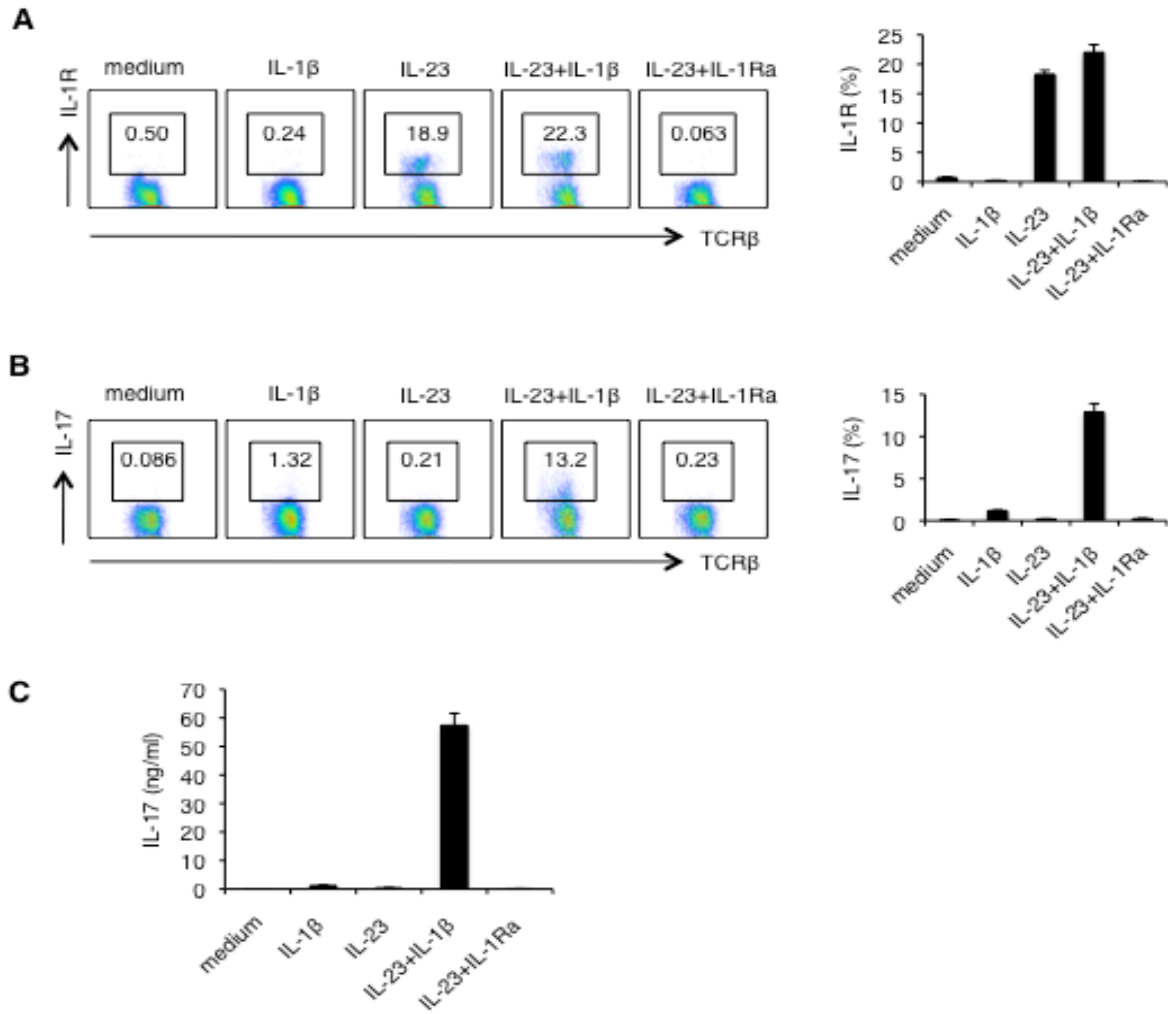 A
medium IL-1β IL-23 IL-23+IL-1β IL-23+IL-1Ra
IL-1R
0.50 0.24 18.9 22.3 0.063
TCRβ
IL-1R (%)
25
20
15
10
5
0
medium IL-1β IL-23 IL-23+IL-1β IL-23+IL-1Ra
B
medium IL-1β IL-23 IL-23+IL-1β IL-23+IL-1Ra
IL-17
0.086 1.32 0.21 13.2 0.23
TCRβ
IL-17 (%)
15
10
5
0
medium IL-1β IL-23 IL-23+IL-1β IL-23+IL-1Ra
C
IL-17 (ng/ml)
70
60
50
40
30
20
10
0
medium IL-1β IL-23 IL-23+IL-1β IL-23+IL-1Ra